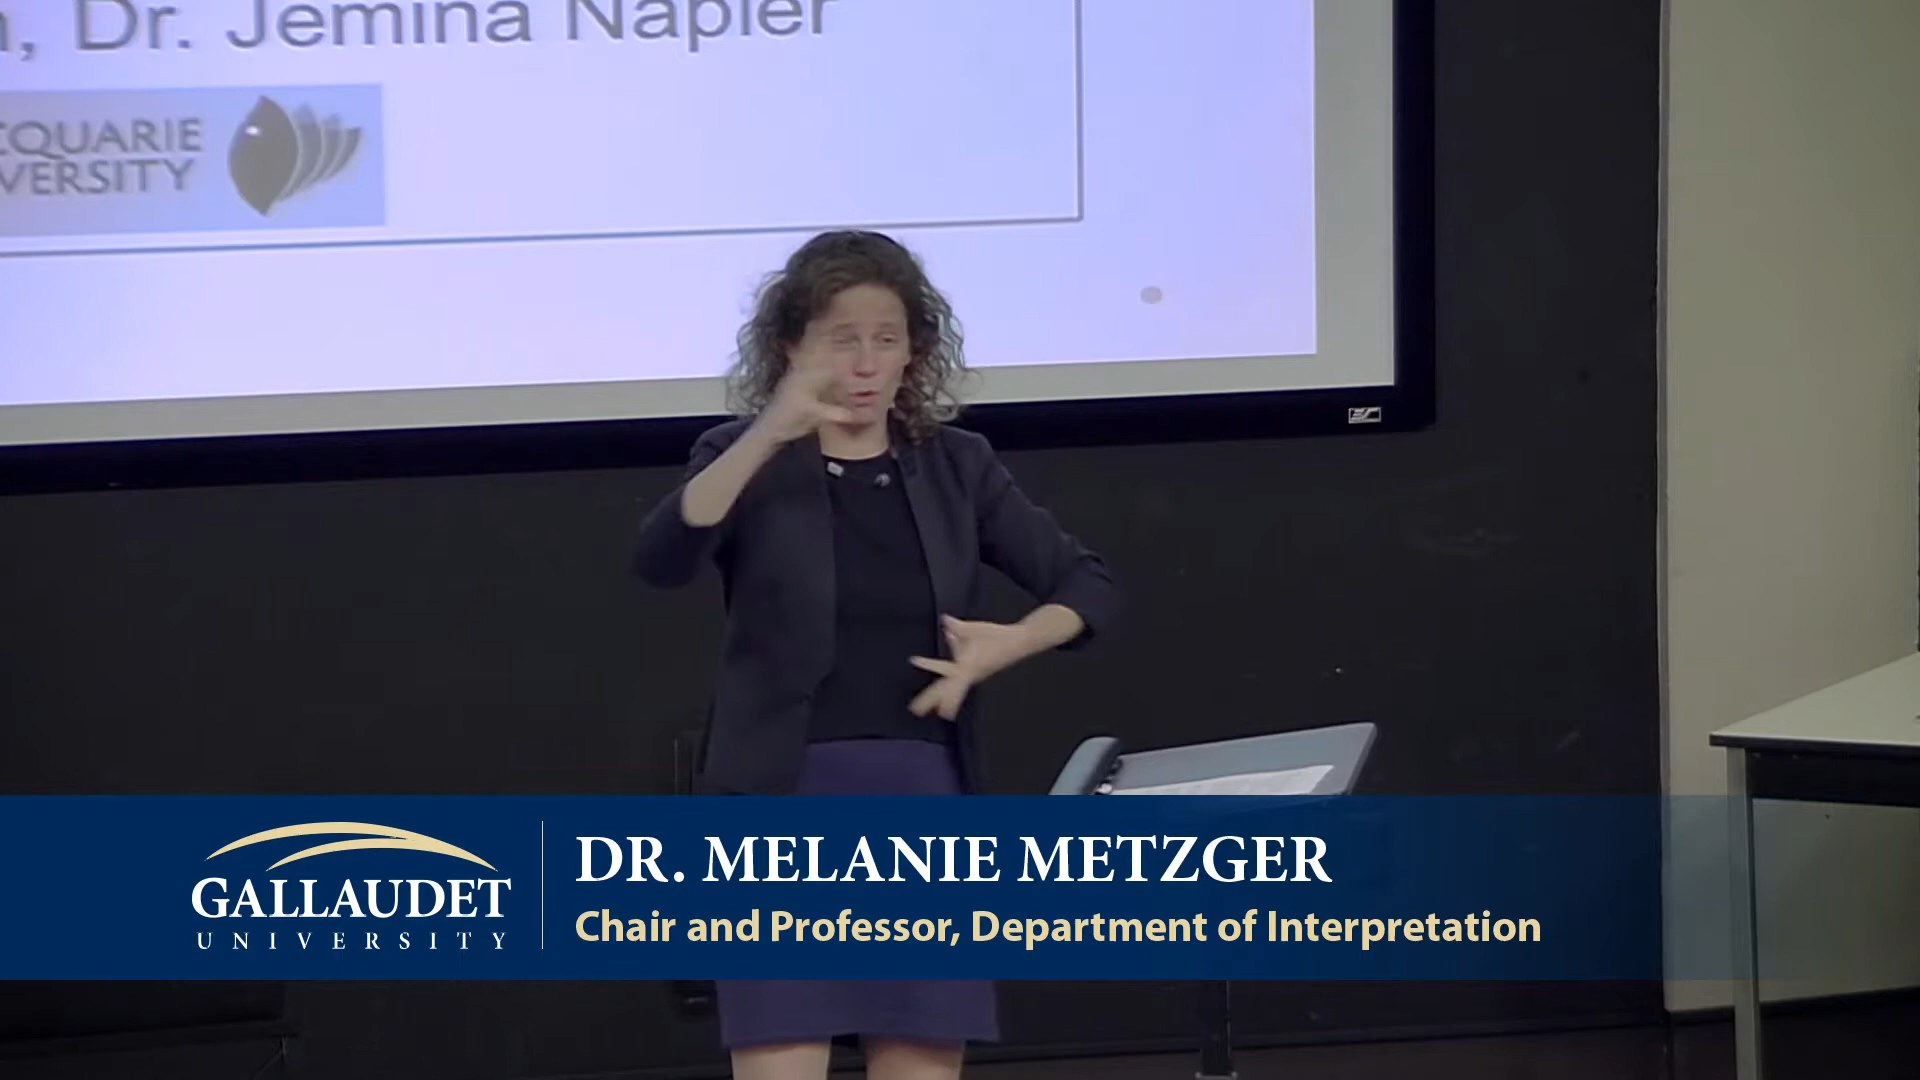 , Dr. Jemina Napier
CQUARIE
VERSITY
GALLAUDET
UNIVERSITY
DR. MELANIE METZGER
Chair and Professor, Department of Interpretation